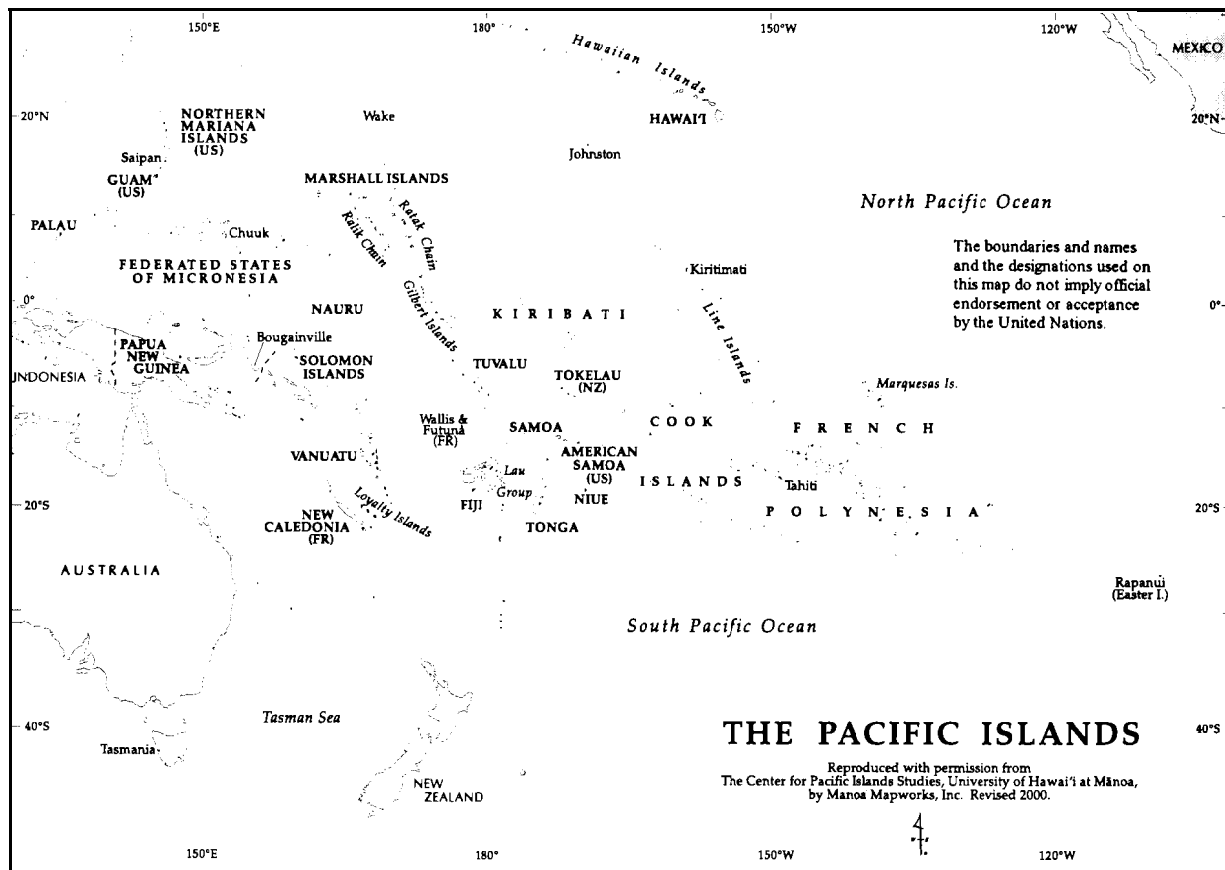 150°E 180° 150°W 120°W
Hawaiian Islands
MEXICO
20°N
NORTHERN
MARIANA
ISLANDS
(US)
Wake
HAWAI'I
20°N
Saipan
Johnston
GUAM
(US)
MARSHALL ISLANDS
North Pacific Ocean
PALAU
Chuuk
Ralik Chain
Ratak Chain
The boundaries and names
and the designations used on
this map do not imply official
endorsement or acceptance
by the United Nations.
FEDERATED STATES
OF MICRONESIA
Kiritimati
0°
NAURU
Gilbert Islands
KIRIBATI
Line Islands
0°
Bougainville
PAPUA
NEW
GUINEA
INDONESIA
SOLOMON
ISLANDS
TUVALU
TOKELAU
(NZ)
Marquesas Is.
Wallis &
Futuna
(FR)
SAMOA
COOK
FRENCH
VANUATU
AMERICAN
SAMOA
(US)
Lau
Group
ISLANDS
Tahiti
20°S
Loyalty Islands
FIJI
NIUE
POLYNESIA
20°S
NEW
CALEDONIA
(FR)
TONGA
AUSTRALIA
Rapanui
(Easter I.)
South Pacific Ocean
Tasman Sea
40°S
THE PACIFIC ISLANDS
40°S
Tasmania
Reproduced with permission from
The Center for Pacific Islands Studies, University of Hawai'i at Mānoa,
by Manoa Mapworks, Inc. Revised 2000.
NEW
ZEALAND
150°E 180° 150°W 120°W